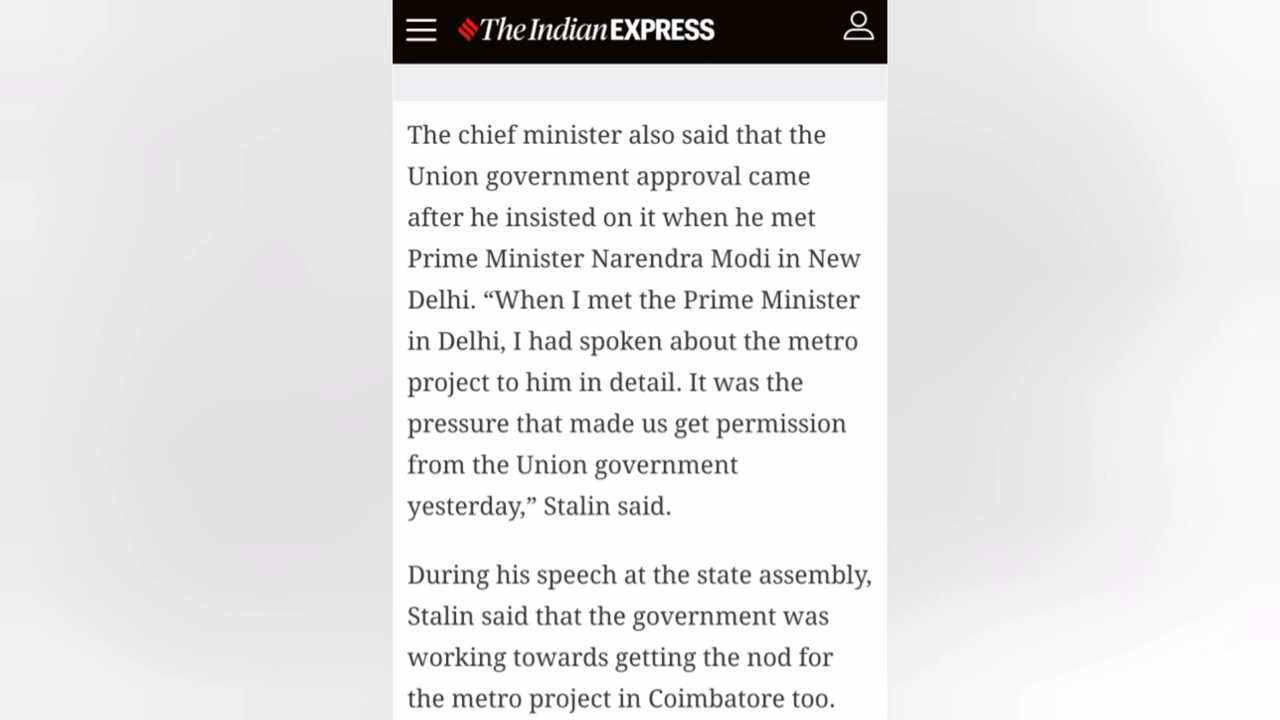 The Indian EXPRESS
The chief minister also said that the
Union government approval came
after he insisted on it when he met
Prime Minister Narendra Modi in New
Delhi. “When I met the Prime Minister
in Delhi, I had spoken about the metro
project to him in detail. It was the
pressure that made us get permission
from the Union government
yesterday,” Stalin said.
During his speech at the state assembly,
Stalin said that the government was
working towards getting the nod for
the metro project in Coimbatore too.